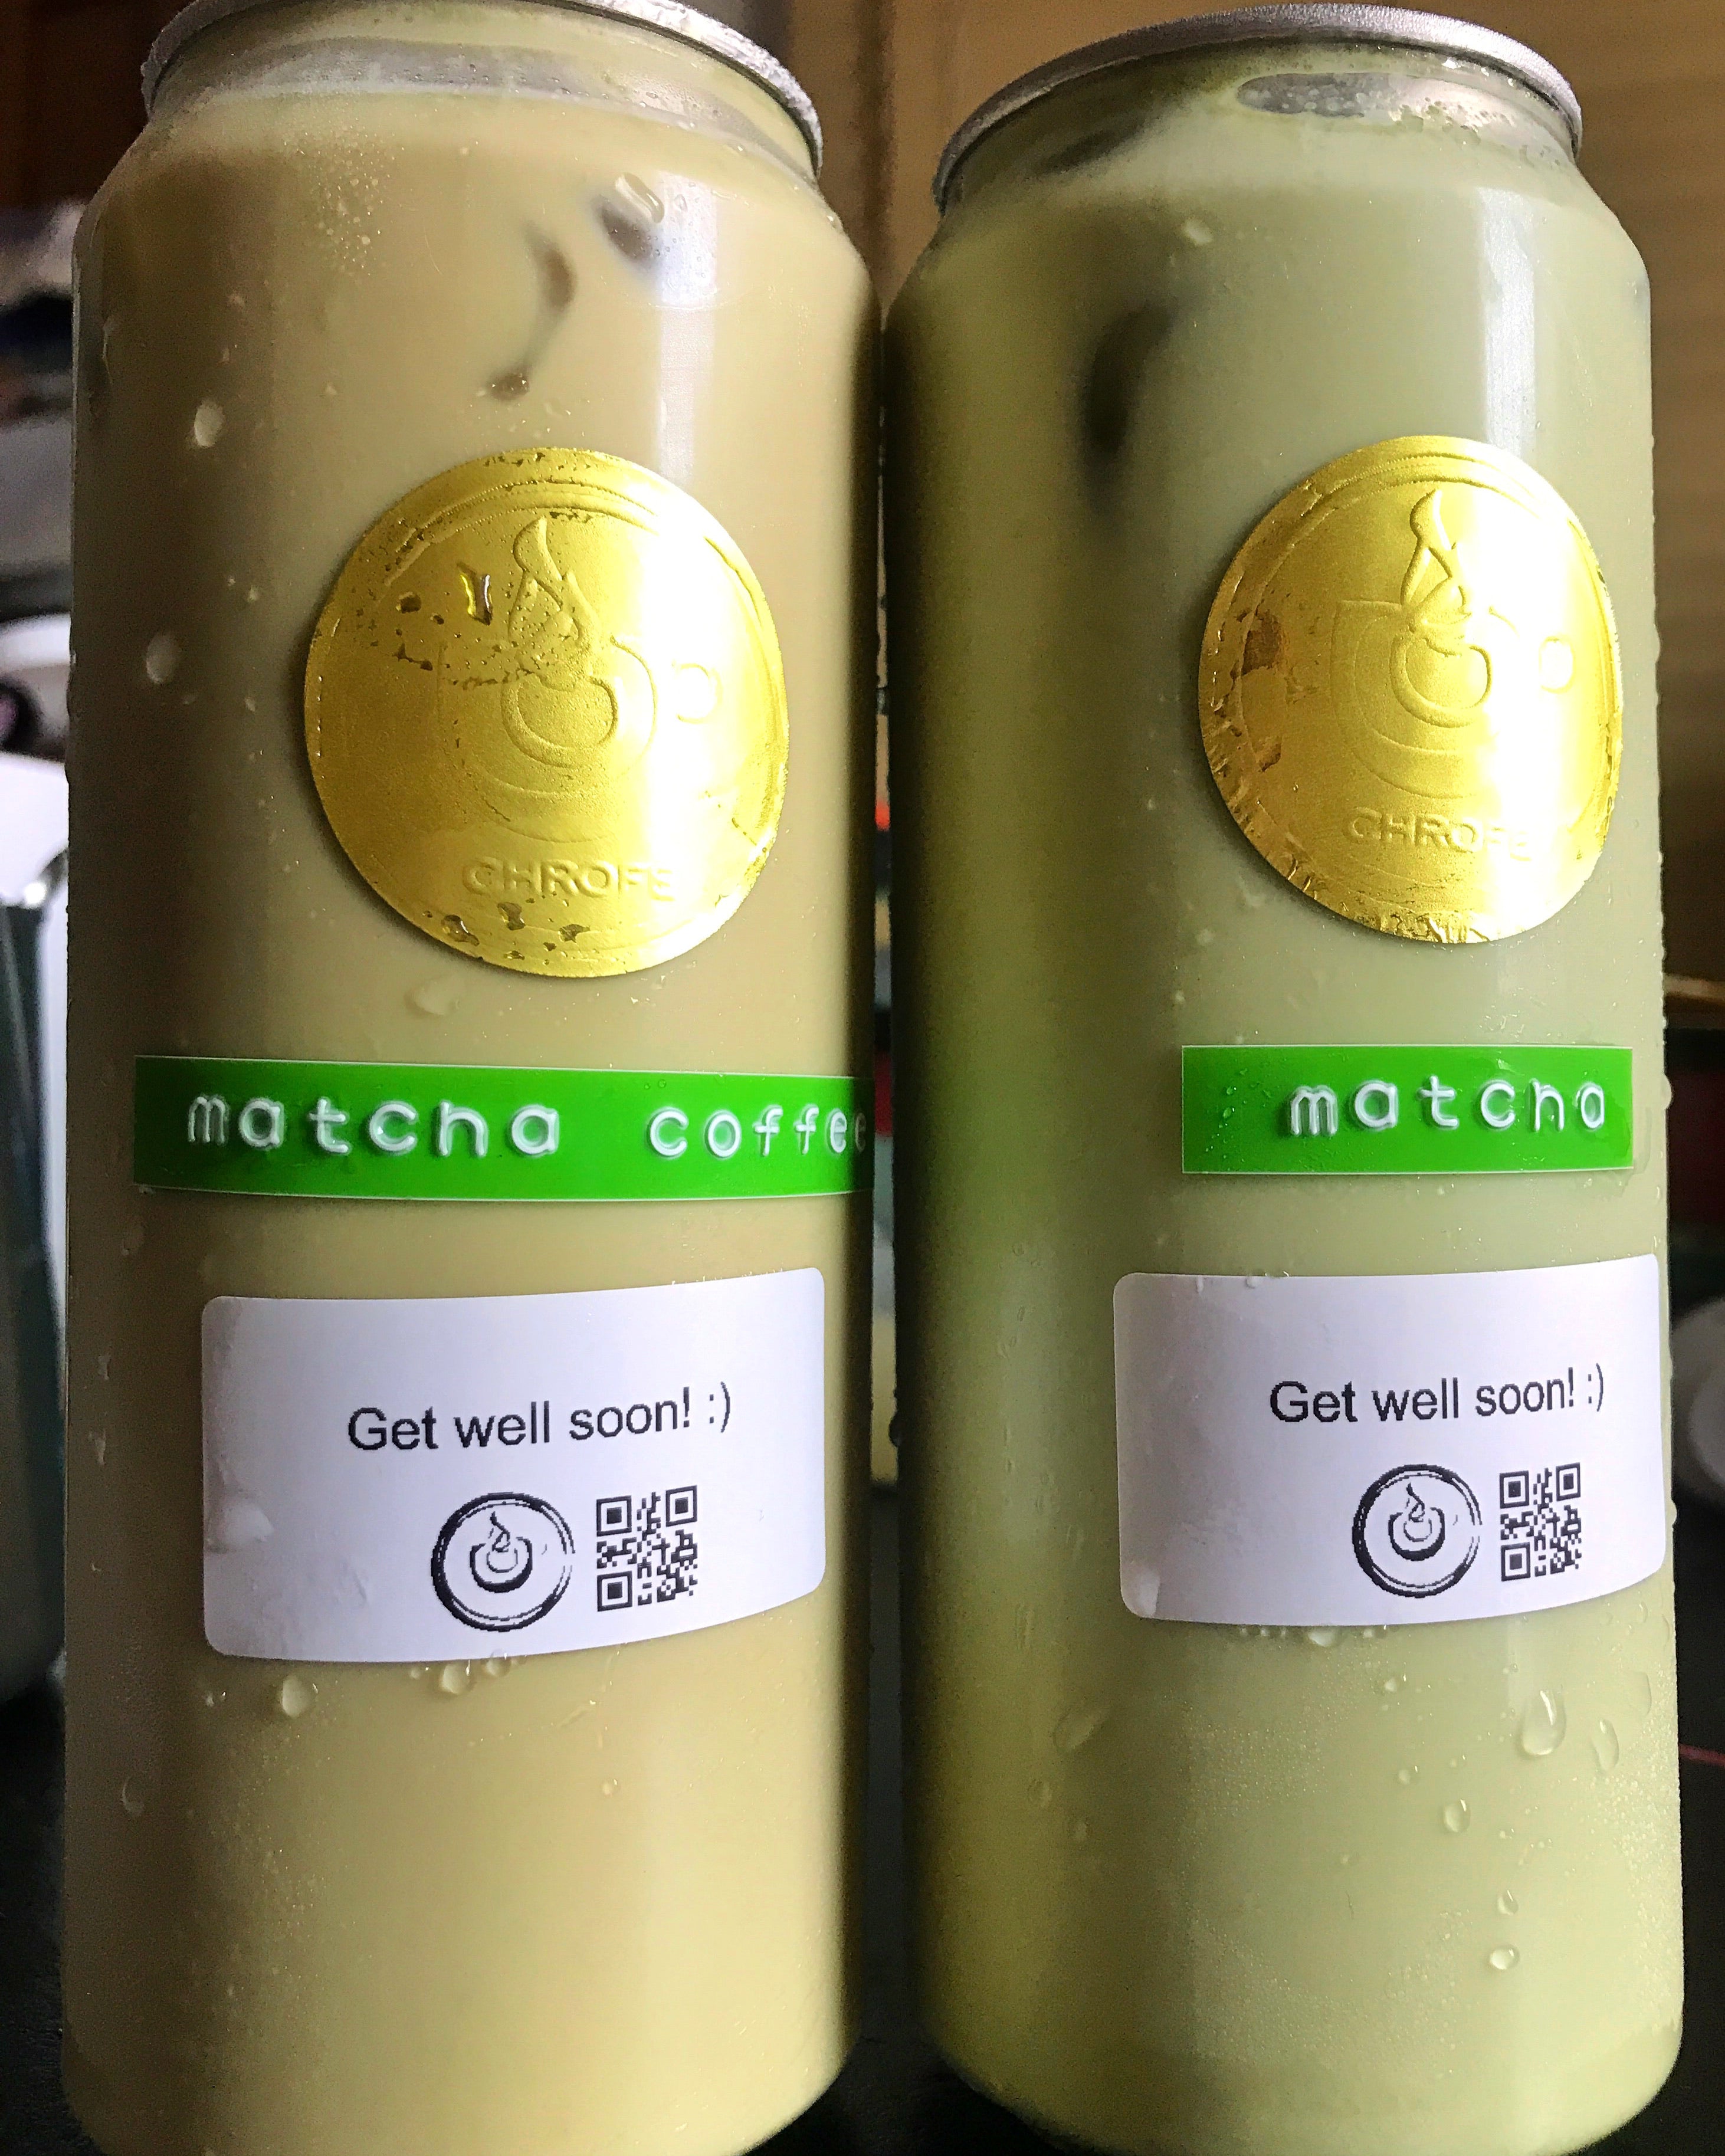 CHROFE
matcha coffee
Get well soon! :)
CHROFE
matcha
Get well soon! :)